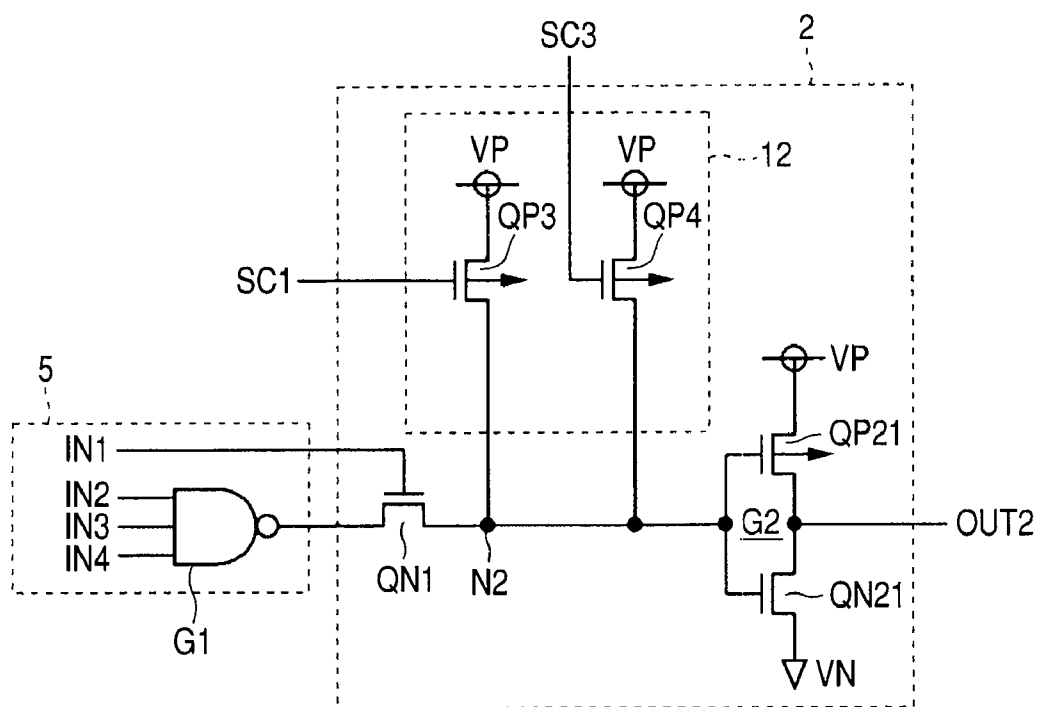 SC3
2
VP
VP
12
QP3
QP4
SC1
VP
5
IN1
QP21
IN2
IN3
IN4
G2
OUT2
QN1
N2
QN21
G1
VN